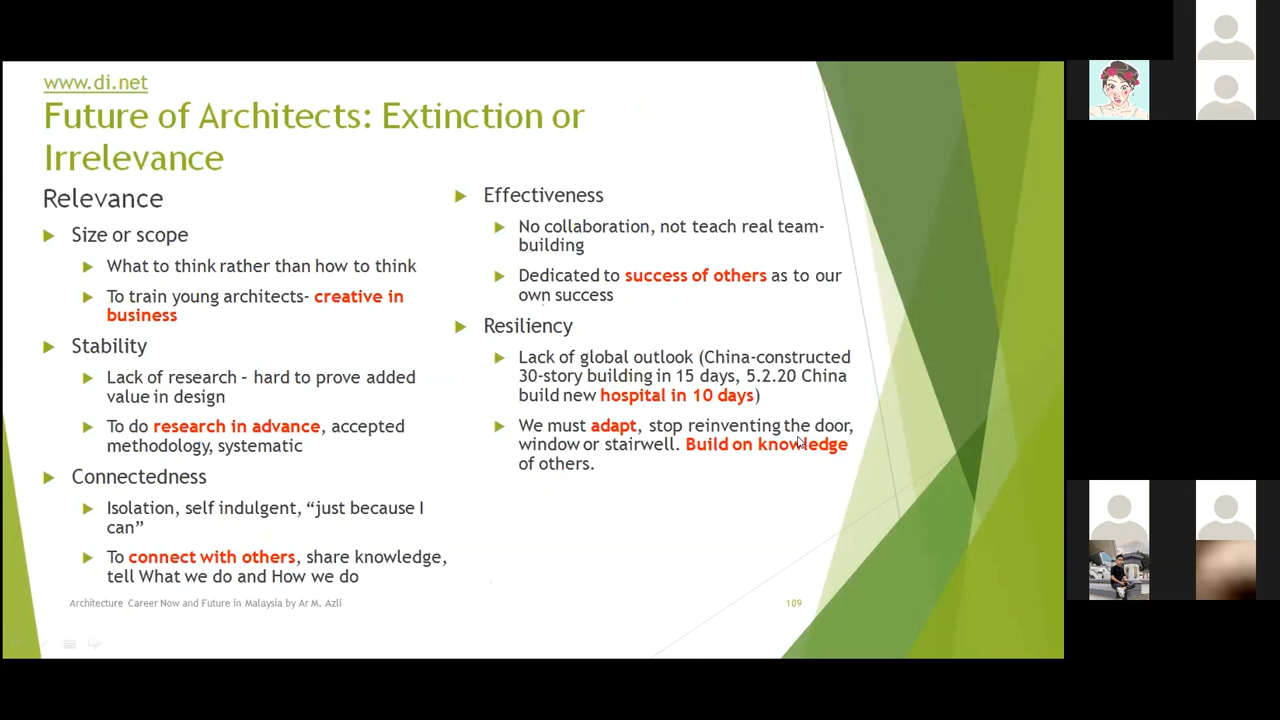 www.di.net
Future of Architects: Extinction or
Irrelevance
Relevance
Size or scope
What to think rather than how to think
To train young architects- creative in
business
Stability
Lack of research – hard to prove added
value in design
To do research in advance, accepted
methodology, systematic
Connectedness
Isolation, self indulgent, “just because I
can”
To connect with others, share knowledge,
tell What we do and How we do
Effectiveness
No collaboration, not teach real team-
building
Dedicated to success of others as to our
own success
Resiliency
Lack of global outlook (China-constructed
30-story building in 15 days, 5.2.20 China
build new hospital in 10 days)
We must adapt, stop reinventing the door,
window or stairwell. Build on knowledge
of others.
Architecture Career Now and Future in Malaysia by Ar M. Azli
109